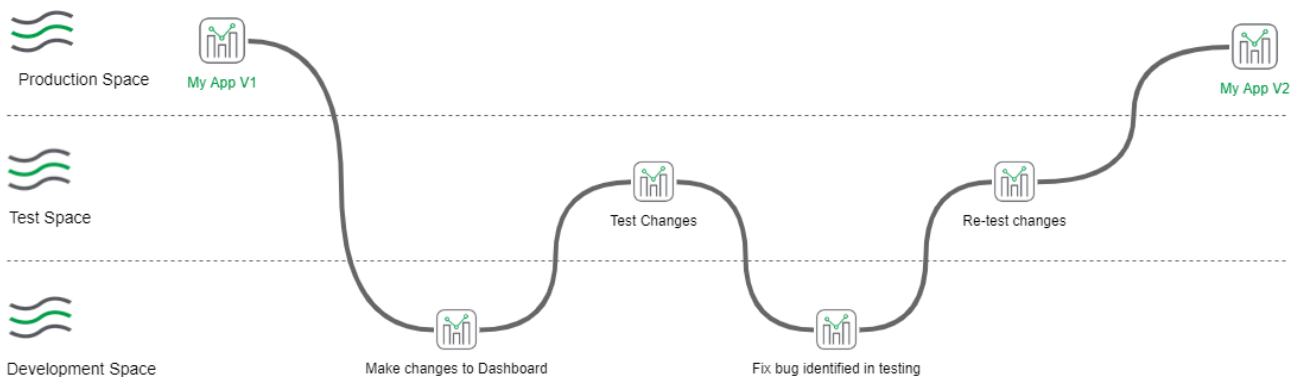 Production Space
My App V1
My App V2
Test Space
Test Changes
Re-test changes
Development Space
Make changes to Dashboard
Fix bug identified in testing